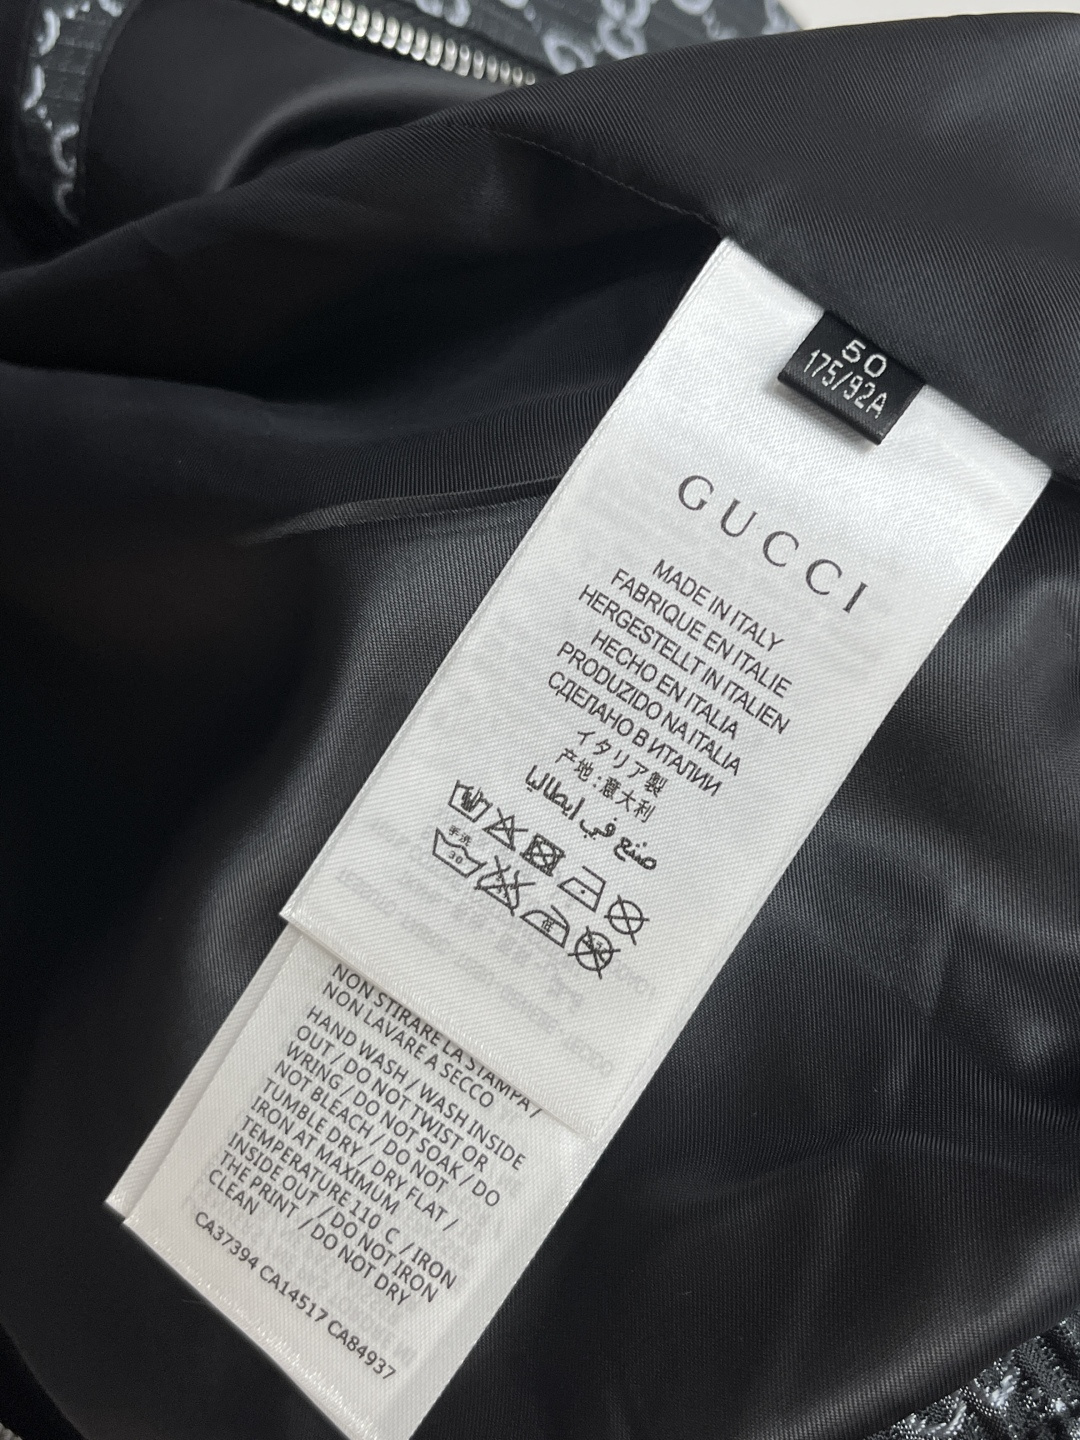 50
175/92A
GUCCI
MADE IN ITALY
FABRIQUE EN ITALIE
HERGESTELLT IN ITALIEN
HECHO EN ITALIA
PRODUZIDO NA ITALIA
СДЕЛАНО В ИТАЛИИ
イタリア製
产地:意大利
صنع في ايطاليا
手洗
30
NON STIRARE LA STAMPA /
NON LAVARE A SECCO
HAND WASH / WASH INSIDE
OUT / DO NOT TWIST OR
WRING / DO NOT SOAK / DO
NOT BLEACH / DO NOT
TUMBLE DRY / DRY FLAT /
IRON AT MAXIMUM
TEMPERATURE 110 C / IRON
INSIDE OUT / DO NOT IRON
THE PRINT / DO NOT DRY
CLEAN
CA37394 CA14517 CA84937